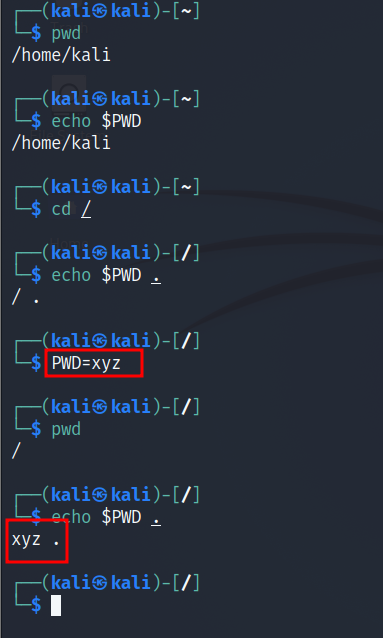 ┌──(kali㉿kali)-[~]
└─$ pwd
/home/kali
┌──(kali㉿kali)-[~]
└─$ echo $PWD
/home/kali
┌──(kali㉿kali)-[~]
└─$ cd /
┌──(kali㉿kali)-[/]
└─$ echo $PWD .
/ .
┌──(kali㉿kali)-[/]
└─$ PWD=xyz
┌──(kali㉿kali)-[/]
└─$ pwd
/
┌──(kali㉿kali)-[/]
└─$ echo $PWD .
xyz .
┌──(kali㉿kali)-[/]
└─$